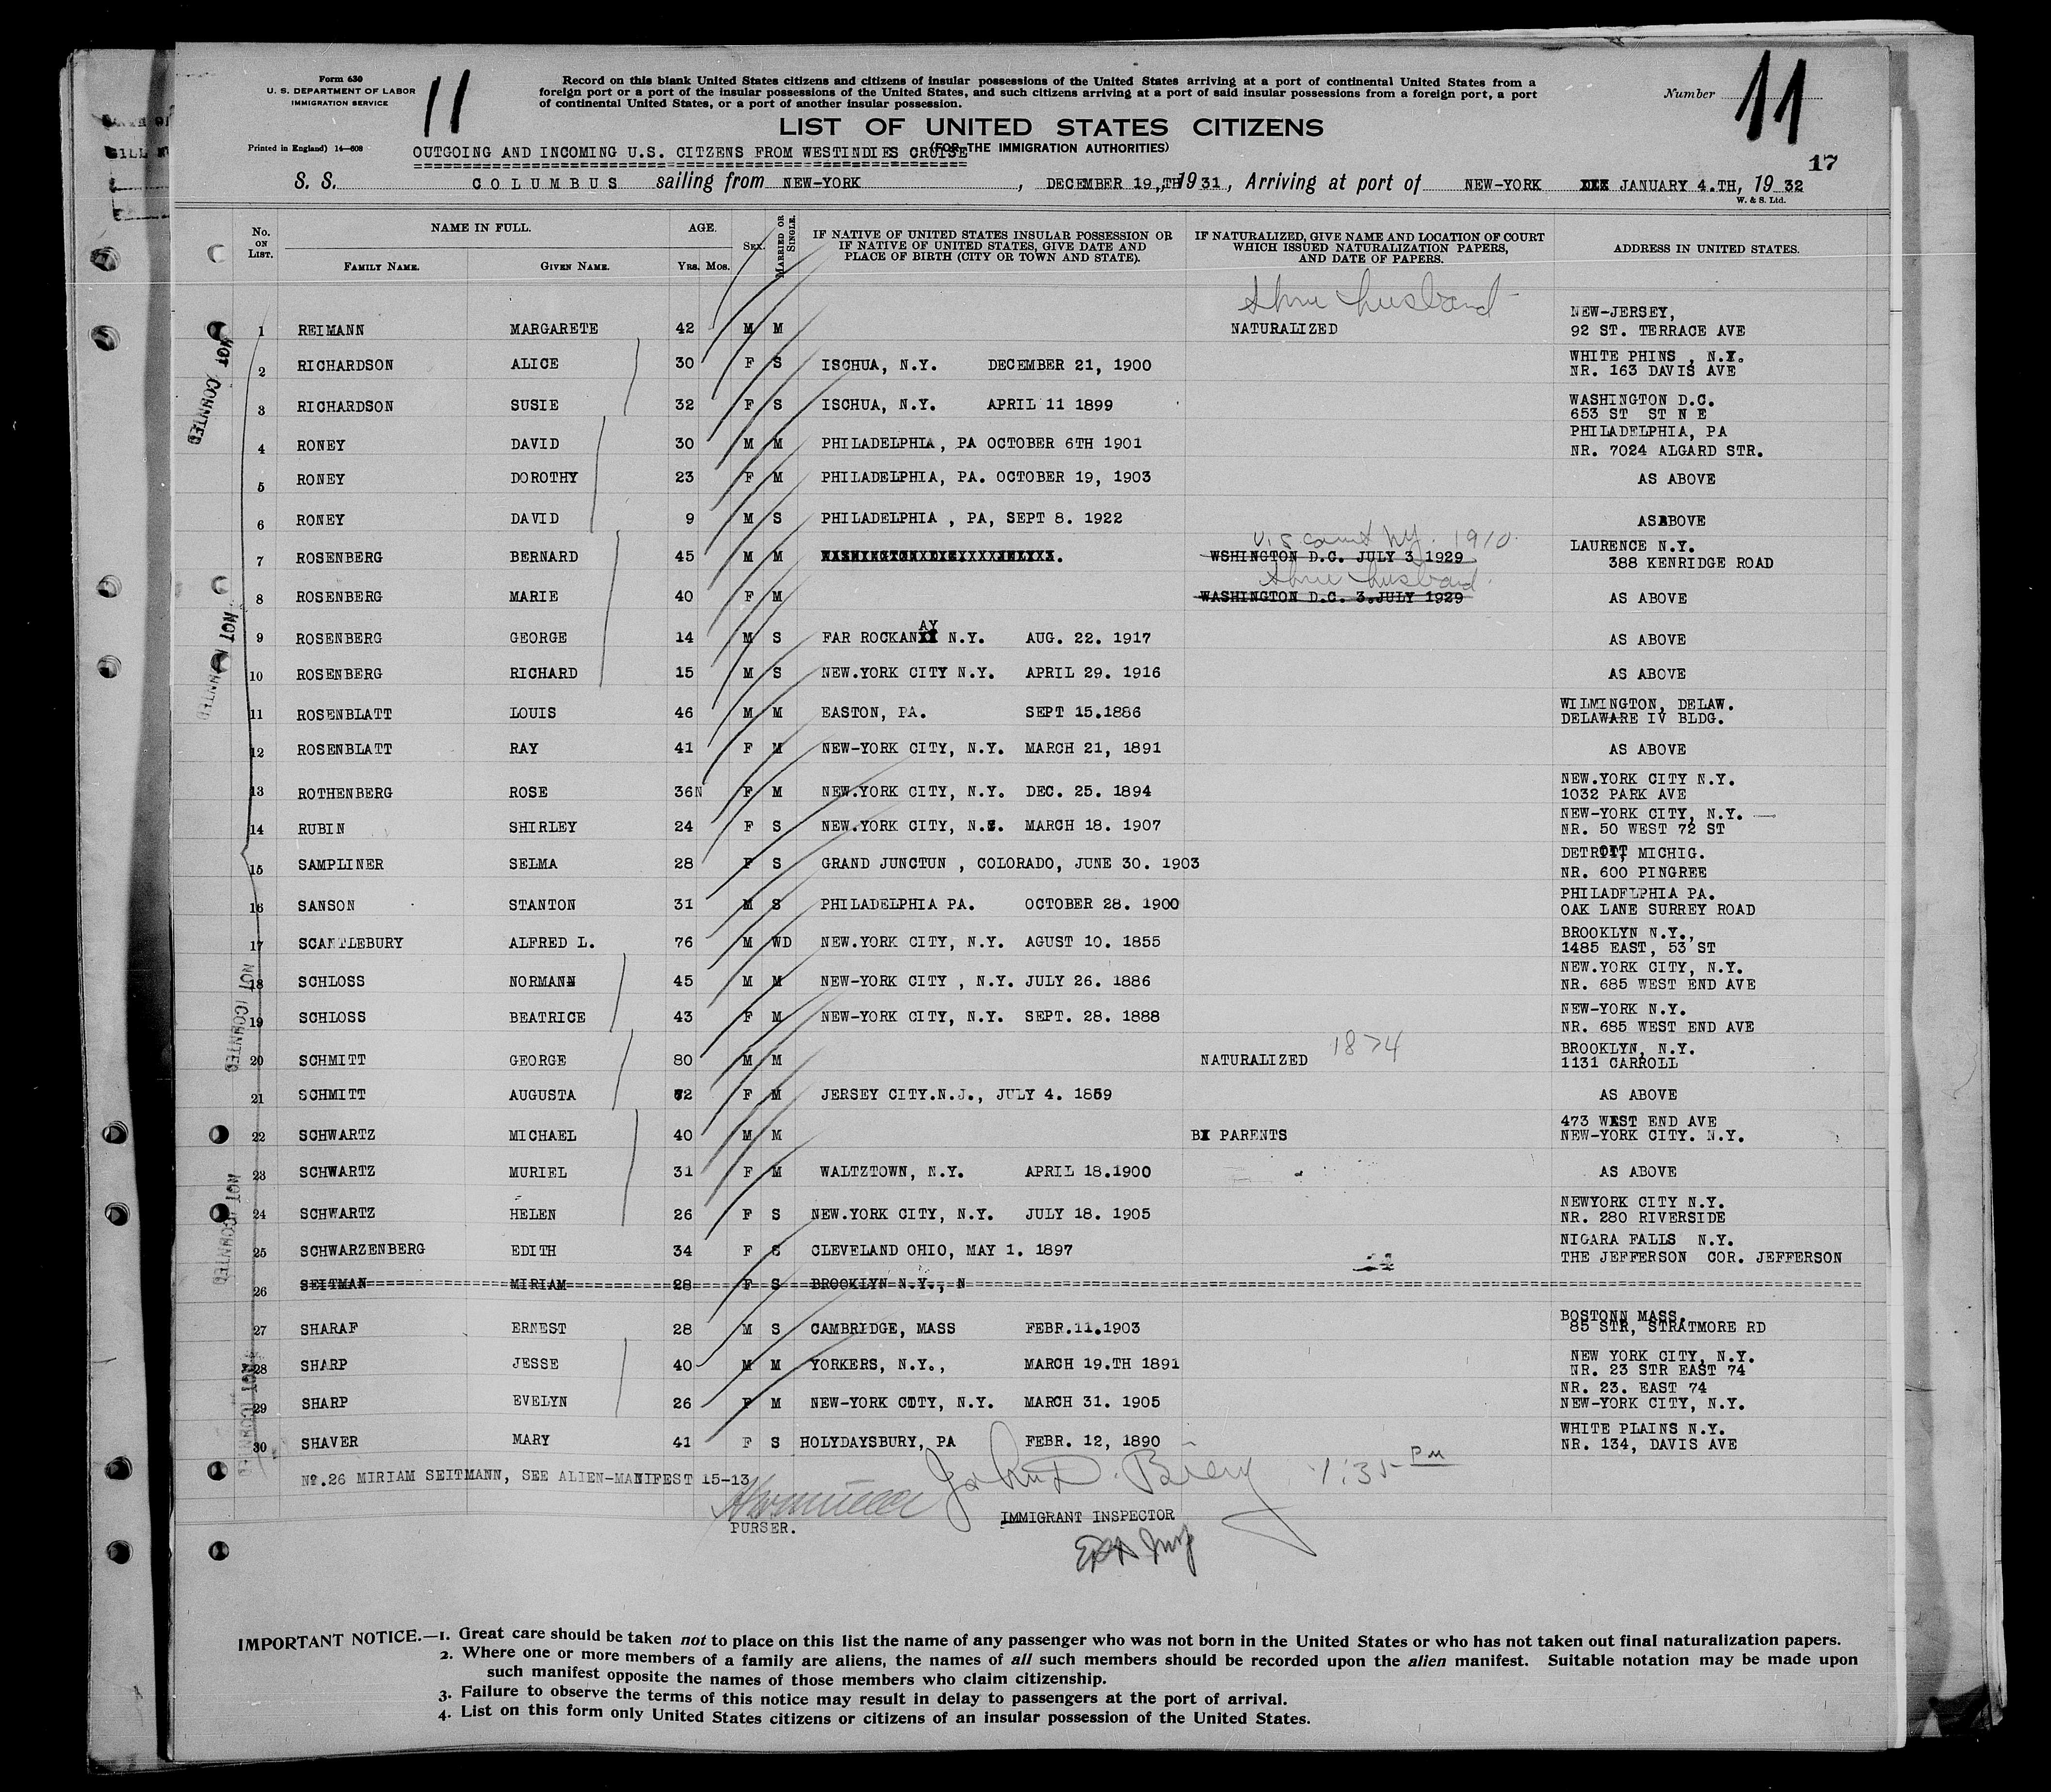 Form 630
U. S. DEPARTMENT OF LABOR
IMMIGRATION SERVICE
11
Record on this blank United States citizens and citizens of insular possessions of the United States arriving at a port of continental United States from a
foreign port or a port of the insular possessions of the United States, and such citizens arriving at a port of said insular possessions from a foreign port, a port
of continental United States, or a port of another insular possession.
Number 11
LIST OF UNITED STATES CITIZENS
Printed in England) 14—608
(FOR THE IMMIGRATION AUTHORITIES)
OUTGOING AND INCOMING U.S. CITZENS FROM WESTINDIES CRUISE
17
S. S. COLUMBUS sailing from NEW-YORK, DECEMBER 19,TH 1931, Arriving at port of NEW-YORK JANUARY 4.TH, 1932
W. & S. Ltd.
No. ON LIST. NAME IN FULL. AGE. SEX. MARRIED OR SINGLE. IF NATIVE OF UNITED STATES INSULAR POSSESSION OR IF NATIVE OF UNITED STATES, GIVE DATE AND PLACE OF BIRTH (CITY OR TOWN AND STATE). IF NATURALIZED, GIVE NAME AND LOCATION OF COURT WHICH ISSUED NATURALIZATION PAPERS, AND DATE OF PAPERS. ADDRESS IN UNITED STATES.
FAMILY NAME. GIVEN NAME. YRS. MOS.
thru husband
1 REIMANN MARGARETE 42 M M NATURALIZED NEW-JERSEY, 92 ST. TERRACE AVE
2 RICHARDSON ALICE 30 F S ISCHUA, N.Y. DECEMBER 21, 1900 WHITE PHINS , N.Y. NR. 163 DAVIS AVE
3 RICHARDSON SUSIE 32 F S ISCHUA, N.Y. APRIL 11 1899 WASHINGTON D.C. 653 ST ST N E
4 RONEY DAVID 30 M M PHILADELPHIA, PA OCTOBER 6TH 1901 PHILADELPHIA, PA NR. 7024 ALGARD STR.
5 RONEY DOROTHY 23 F M PHILADELPHIA, PA. OCTOBER 19, 1903 AS ABOVE
6 RONEY DAVID 9 M S PHILADELPHIA , PA, SEPT 8. 1922 AS ABOVE
U.S court NY. 1910.
7 ROSENBERG BERNARD 45 M M WSHINGTON D.C. JULY 3 1929 LAURENCE N.Y. 388 KENRIDGE ROAD
thru husband.
8 ROSENBERG MARIE 40 F M WASHINGTON D.C. 3.JULY 1929 AS ABOVE
9 ROSENBERG GEORGE 14 M S FAR ROCKANAY N.Y. AUG. 22. 1917 AS ABOVE
10 ROSENBERG RICHARD 15 M S NEW.YORK CITY N.Y. APRIL 29. 1916 AS ABOVE
11 ROSENBLATT LOUIS 46 M M EASTON, PA. SEPT 15.1886 WILMINGTON, DELAW. DELAWARE IV BLDG.
12 ROSENBLATT RAY 41 F M NEW-YORK CITY, N.Y. MARCH 21, 1891 AS ABOVE
13 ROTHENBERG ROSE 36N F M NEW.YORK CITY, N.Y. DEC. 25. 1894 NEW.YORK CITY N.Y. 1032 PARK AVE
14 RUBIN SHIRLEY 24 F S NEW.YORK CITY, N.Y. MARCH 18. 1907 NEW-YORK CITY, N.Y. NR. 50 WEST 72 ST
15 SAMPLINER SELMA 28 F S GRAND JUNCTUN , COLORADO, JUNE 30. 1903 DETROIT, MICHIG. NR. 600 PINGREE
16 SANSON STANTON 31 M S PHILADELPHIA PA. OCTOBER 28. 1900 PHILADELPHIA PA. OAK LANE SURREY ROAD
17 SCANTLEBURY ALFRED L. 76 M WD NEW.YORK CITY, N.Y. AGUST 10. 1855 BROOKLYN N.Y., 1485 EAST, 53 ST
18 SCHLOSS NORMANN 45 M M NEW-YORK CITY , N.Y. JULY 26. 1886 NEW.YORK CITY, N.Y. NR. 685 WEST END AVE
19 SCHLOSS BEATRICE 43 F M NEW-YORK CITY, N.Y. SEPT. 28. 1888 NEW-YORK N.Y. NR. 685 WEST END AVE
20 SCHMITT GEORGE 80 M M NATURALIZED 1874 BROOKLYN, N.Y. 1131 CARROLL
21 SCHMITT AUGUSTA 72 F M JERSEY CITY.N.J., JULY 4. 1859 AS ABOVE
22 SCHWARTZ MICHAEL 40 M M BY PARENTS 473 WEST END AVE NEW-YORK CITY. N.Y.
23 SCHWARTZ MURIEL 31 F M WALTZTOWN, N.Y. APRIL 18.1900 AS ABOVE
24 SCHWARTZ HELEN 26 F S NEW.YORK CITY, N.Y. JULY 18. 1905 NEWYORK CITY N.Y. NR. 280 RIVERSIDE
25 SCHWARZENBERG EDITH 34 F S CLEVELAND OHIO, MAY 1. 1897 NIGARA FALLS N.Y. THE JEFFERSON COR. JEFFERSON
26 SEITMAN MIRIAM 28 F S BROOKLYN N.Y., N
27 SHARAF ERNEST 28 M S CAMBRIDGE, MASS FEBR.11.1903 BOSTONN MASS. 85 STR, STRATMORE RD
28 SHARP JESSE 40 M M YORKERS, N.Y., MARCH 19.TH 1891 NEW YORK CITY, N.Y. NR. 23 STR EAST 74
29 SHARP EVELYN 26 F M NEW-YORK CITY, N.Y. MARCH 31. 1905 NR. 23. EAST 74 NEW-YORK CITY, N.Y.
30 SHAVER MARY 41 F S HOLYDAYSBURY, PA FEBR. 12, 1890 WHITE PLAINS N.Y. NR. 134, DAVIS AVE
NOT COUNTED
NOT COUNTED
NOT COUNTED
NOT COUNTED
NOT COUNTED
No.26 MIRIAM SEITMANN, SEE ALIEN-MANIFEST 15-13
John D. 1:35 PM
PURSER.
IMMIGRANT INSPECTOR
IMPORTANT NOTICE.—1. Great care should be taken not to place on this list the name of any passenger who was not born in the United States or who has not taken out final naturalization papers.
2. Where one or more members of a family are aliens, the names of all such members should be recorded upon the alien manifest. Suitable notation may be made upon
such manifest opposite the names of those members who claim citizenship.
3. Failure to observe the terms of this notice may result in delay to passengers at the port of arrival.
4. List on this form only United States citizens or citizens of an insular possession of the United States.